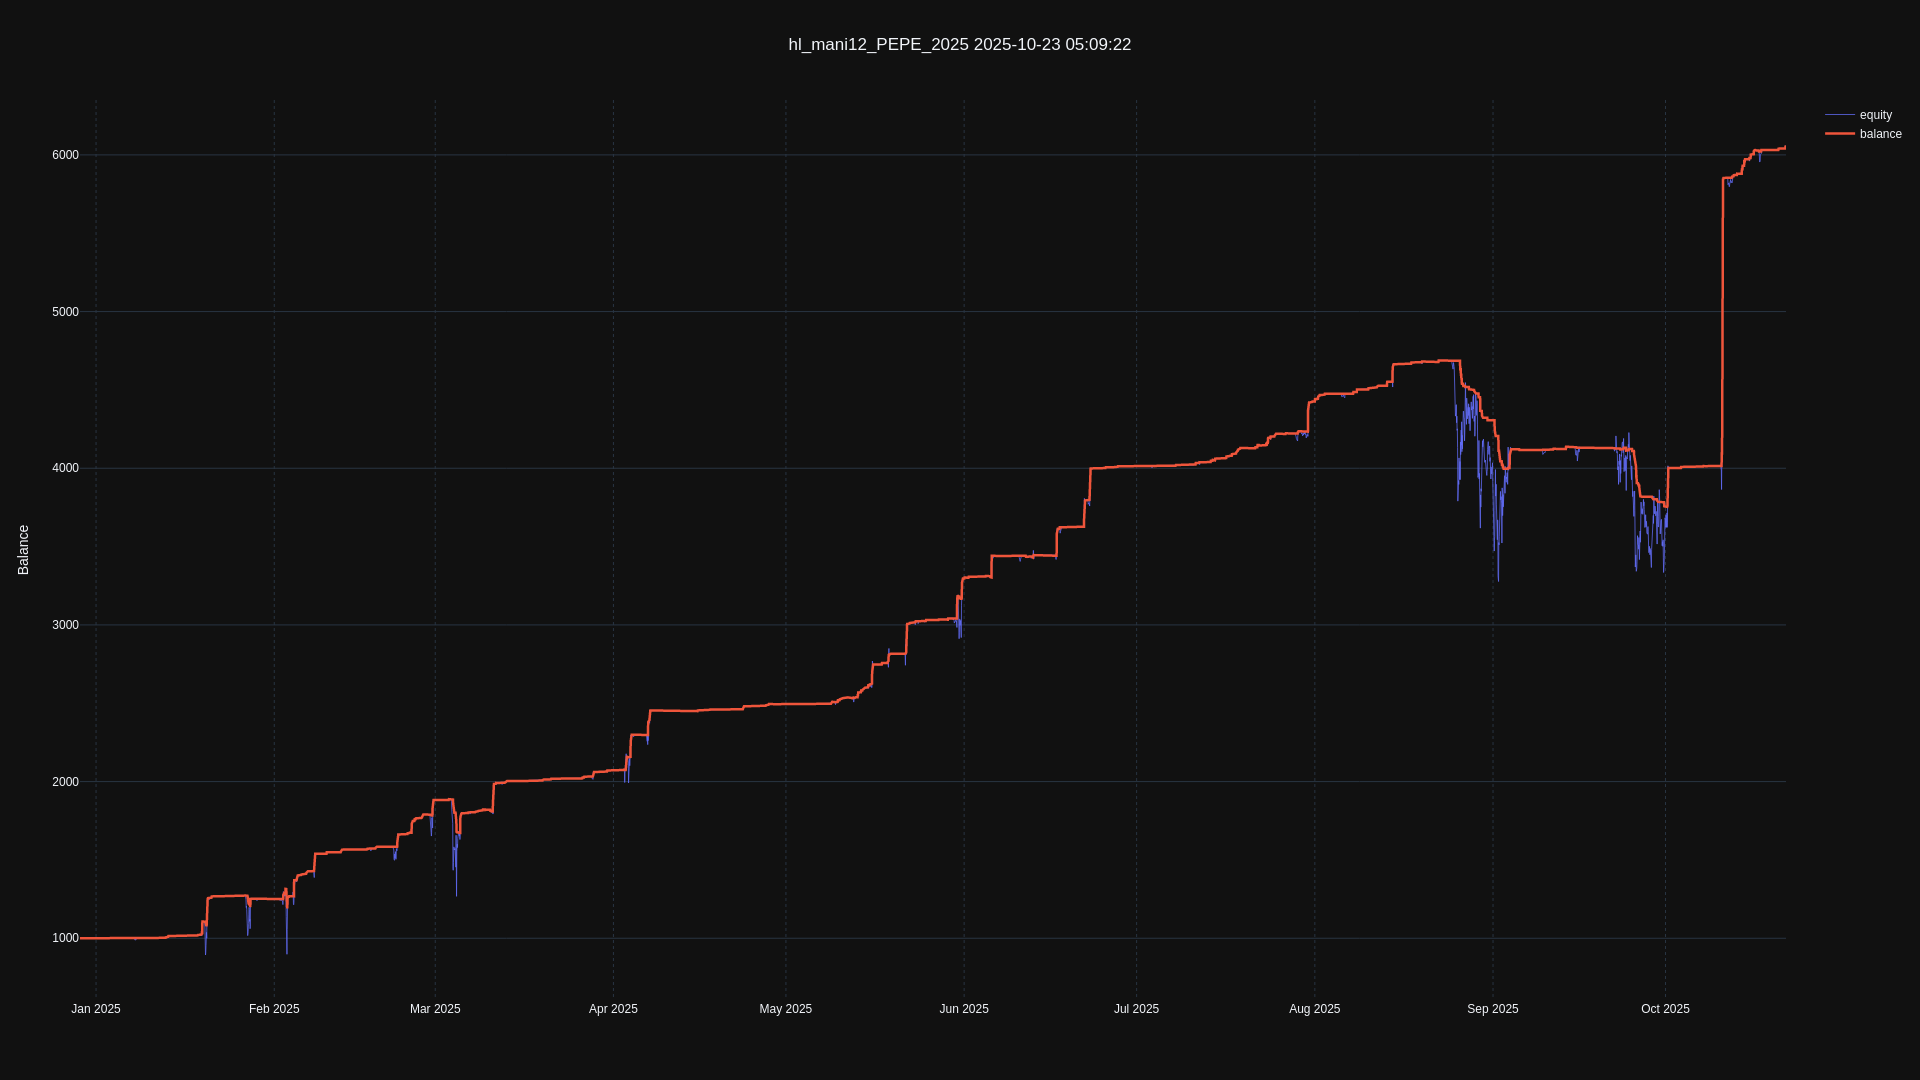 hl_mani12_PEPE_2025 2025-10-23 05:09:22
equity
balance
6000
5000
4000
3000
2000
1000
Balance
Jan 2025
Feb 2025
Mar 2025
Apr 2025
May 2025
Jun 2025
Jul 2025
Aug 2025
Sep 2025
Oct 2025